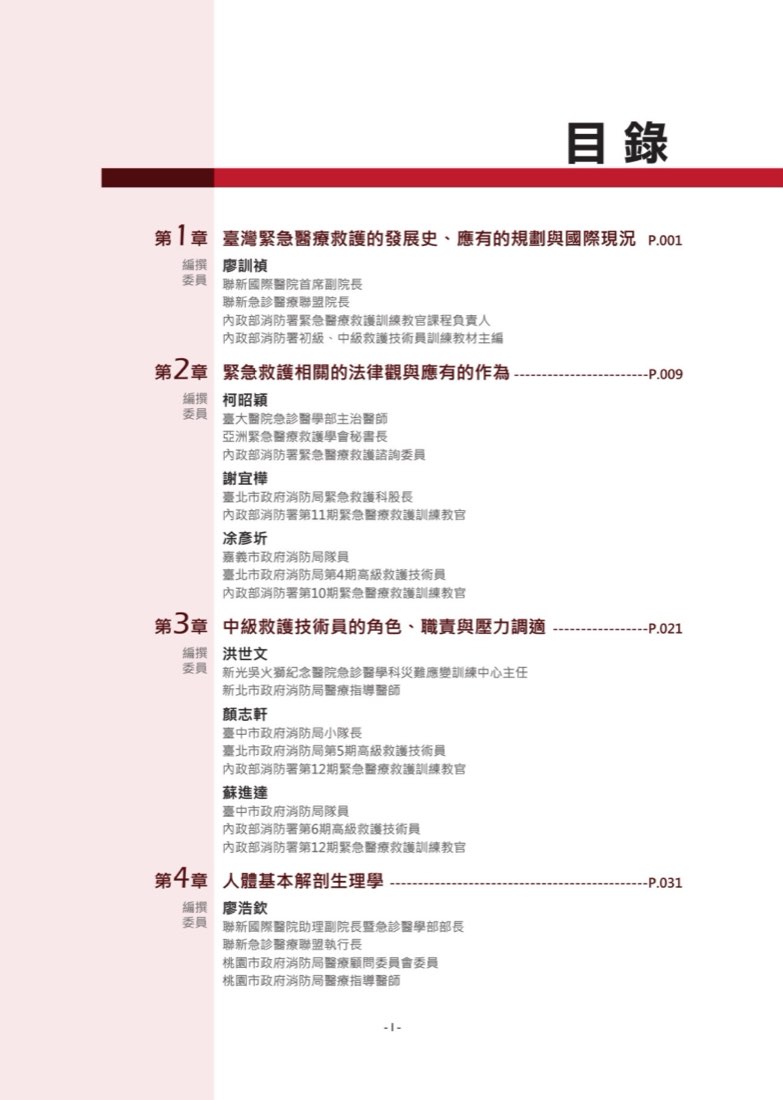 目錄
第1章 臺灣緊急醫療救護的發展史、應有的規劃與國際現況 P.001
編撰委員 廖訓禎
聯新國際醫院首席副院長
聯新急診醫療聯盟院長
內政部消防署緊急醫療救護訓練教官課程負責人
內政部消防署初級、中級救護技術員訓練教材主編
第2章 緊急救護相關的法律觀與應有的作為 ------------------------P.009
編撰委員 柯昭穎
臺大醫院急診醫學部主治醫師
亞洲緊急醫療救護學會秘書長
內政部消防署緊急醫療救護諮詢委員
謝宜樺
臺北市政府消防局緊急救護科股長
內政部消防署第11期緊急醫療救護訓練教官
凃彥圻
嘉義市政府消防局隊員
臺北市政府消防局第4期高級救護技術員
內政部消防署第10期緊急醫療救護訓練教官
第3章 中級救護技術員的角色、職責與壓力調適 -----------------P.021
編撰委員 洪世文
新光吳火獅紀念醫院急診醫學科災難應變訓練中心主任
新北市政府消防局醫療指導醫師
顏志軒
臺中市政府消防局小隊長
臺北市政府消防局第5期高級救護技術員
內政部消防署第12期緊急醫療救護訓練教官
蘇進達
臺中市政府消防局隊員
內政部消防署第6期高級救護技術員
內政部消防署第12期緊急醫療救護訓練教官
第4章 人體基本解剖生理學 -----------------------------------------------P.031
編撰委員 廖浩欽
聯新國際醫院助理副院長暨急診醫學部部長
聯新急診醫療聯盟執行長
桃園市政府消防局醫療顧問委員會委員
桃園市政府消防局醫療指導醫師
- I -